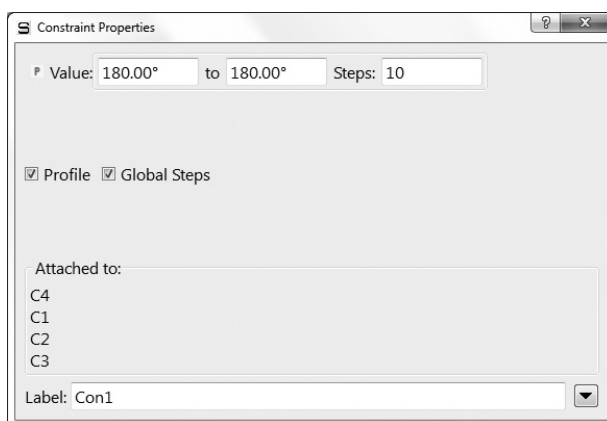 S Constraint Properties ?
P Value: 180.00° to 180.00° Steps: 10
Profile Global Steps
Attached to:
C4
C1
C2
C3
Label: Con1